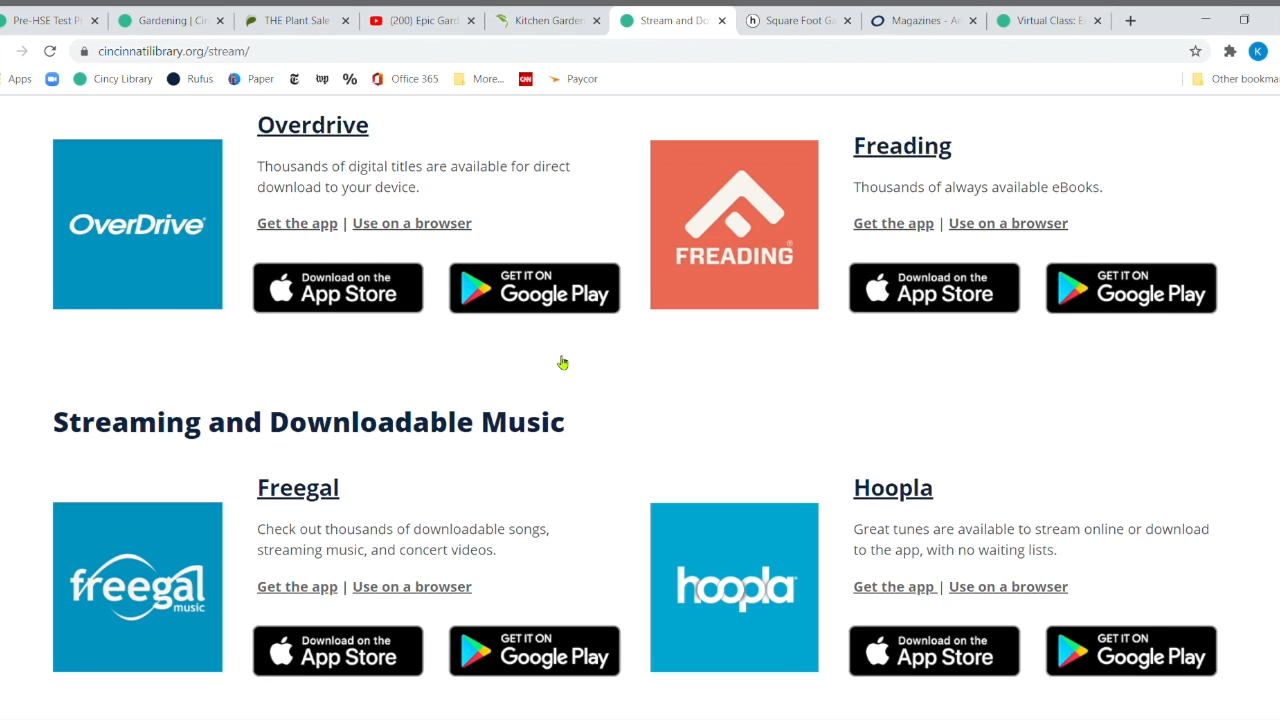 Pre-HSE Test P
Gardening | Cin
THE Plant Sale
(200) Epic Gard
Kitchen Garden
Stream and Do
Square Foot Ga
Magazines - A
Virtual Class: E
cincinnatilibrary.org/stream/
K
Apps
Cincy Library
Rufus
Paper
wp
%
Office 365
More...
CNN
Paycor
Other bookma
Overdrive
Thousands of digital titles are available for direct
download to your device.
Get the app | Use on a browser
OverDrive
Download on the
App Store
GET IT ON
Google Play
Freading
Thousands of always available eBooks.
Get the app | Use on a browser
FREADING®
Download on the
App Store
GET IT ON
Google Play
Streaming and Downloadable Music
Freegal
Check out thousands of downloadable songs,
streaming music, and concert videos.
Get the app | Use on a browser
freegal
music
Download on the
App Store
GET IT ON
Google Play
Hoopla
Great tunes are available to stream online or download
to the app, with no waiting lists.
Get the app | Use on a browser
hoopla
Download on the
App Store
GET IT ON
Google Play